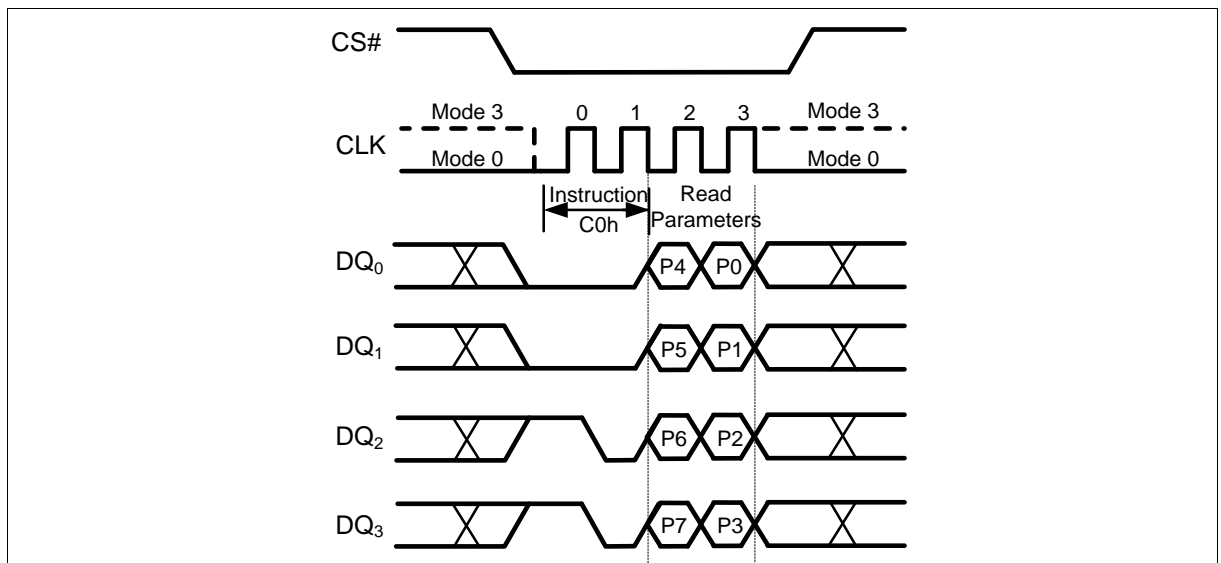 CS#
Mode 3 0 1 2 3 Mode 3
CLK
Mode 0 Mode 0
Instruction Read
C0h Parameters
DQ0 P4 P0
DQ1 P5 P1
DQ2 P6 P2
DQ3 P7 P3